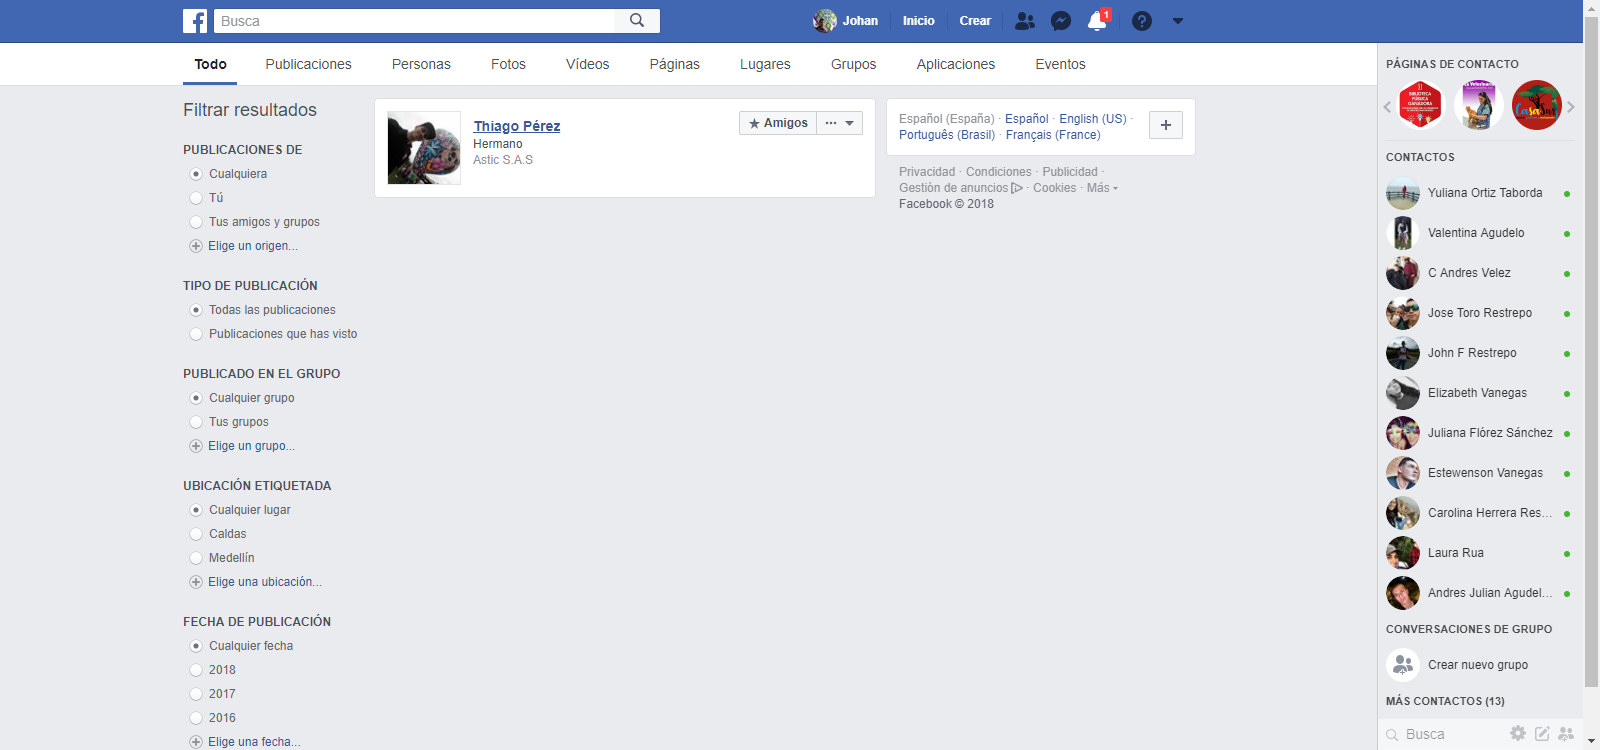 Busca
Johan
Inicio
Crear
1
Todo
Publicaciones
Personas
Fotos
Vídeos
Páginas
Lugares
Grupos
Aplicaciones
Eventos
Filtrar resultados
PUBLICACIONES DE
Cualquiera
Tú
Tus amigos y grupos
Elige un origen...
TIPO DE PUBLICACIÓN
Todas las publicaciones
Publicaciones que has visto
PUBLICADO EN EL GRUPO
Cualquier grupo
Tus grupos
Elige un grupo...
UBICACIÓN ETIQUETADA
Cualquier lugar
Caldas
Medellín
Elige una ubicación...
FECHA DE PUBLICACIÓN
Cualquier fecha
2018
2017
2016
Elige una fecha...
Thiago Pérez
Hermano
Astic S.A.S
Amigos
Español (España) · Español · English (US) ·
Português (Brasil) · Français (France)
Privacidad · Condiciones · Publicidad ·
Gestión de anuncios · Cookies · Más
Facebook © 2018
PÁGINAS DE CONTACTO
BIBLIOTECA
PÚBLICA
GANADORA
CONTACTOS
Yuliana Ortiz Taborda
Valentina Agudelo
C Andres Velez
Jose Toro Restrepo
John F Restrepo
Elizabeth Vanegas
Juliana Flórez Sánchez
Estewenson Vanegas
Carolina Herrera Res...
Laura Rua
Andres Julian Agudel...
CONVERSACIONES DE GRUPO
Crear nuevo grupo
MÁS CONTACTOS (13)
Busca